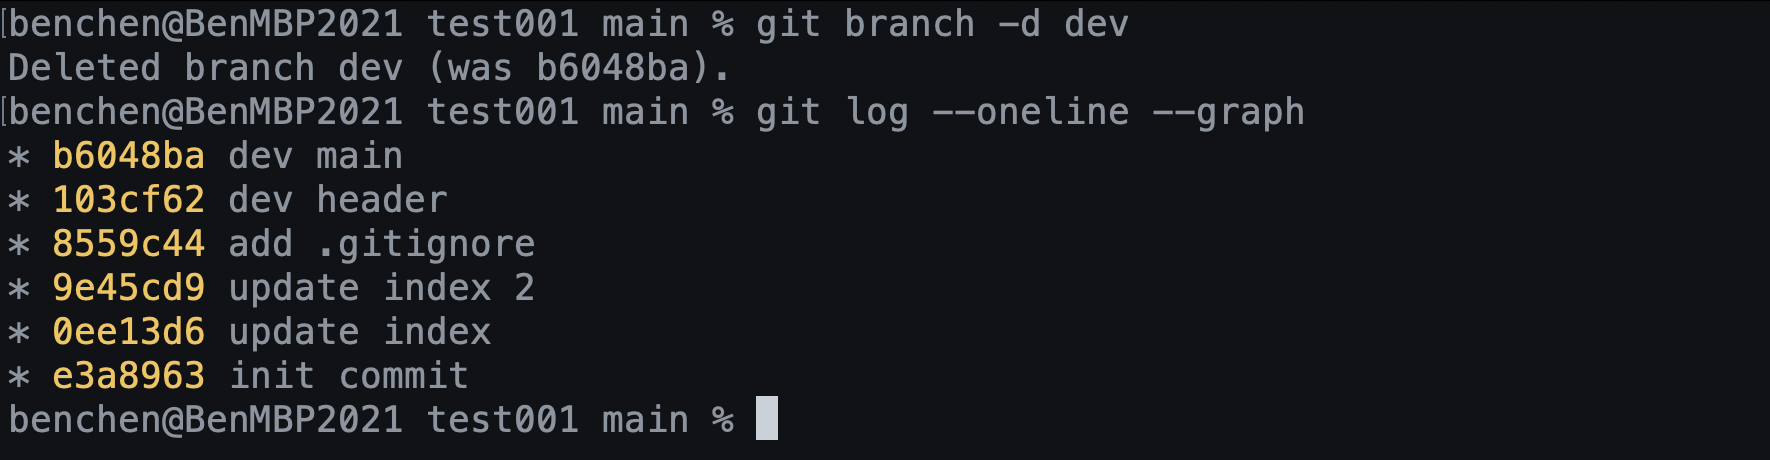 [benchen@BenMBP2021 test001 main % git branch -d dev
Deleted branch dev (was b6048ba).
[benchen@BenMBP2021 test001 main % git log --oneline --graph
* b6048ba dev main
* 103cf62 dev header
* 8559c44 add .gitignore
* 9e45cd9 update index 2
* 0ee13d6 update index
* e3a8963 init commit
benchen@BenMBP2021 test001 main %